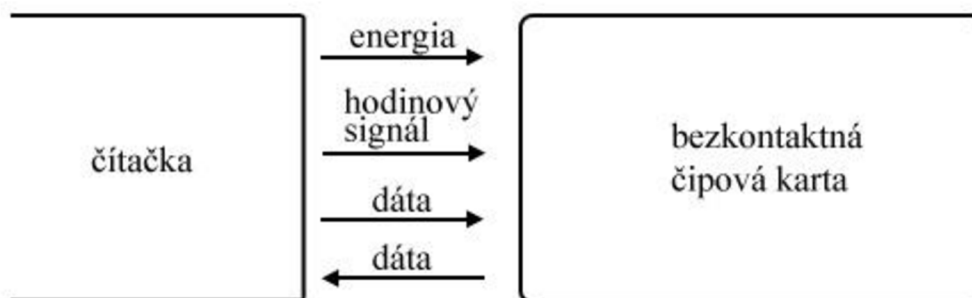 čítačka
energia
hodinový
signál
dáta
dáta
bezkontaktná
čipová karta